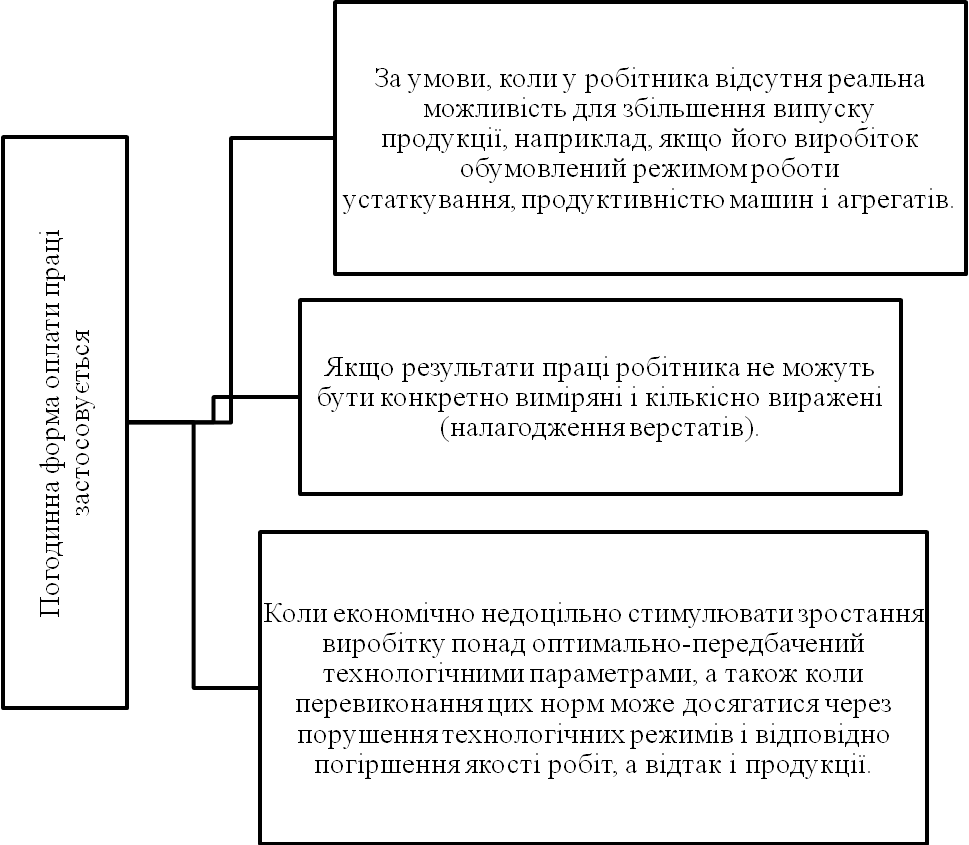 Погодинна форма оплати праці
застосовується
За умови, коли у робітника відсутня реальна
можливість для збільшення випуску
продукції, наприклад, якщо його виробіток
обумовлений режимом роботи
устаткування, продуктивністю машин і агрегатів.
Якщо результати праці робітника не можуть
бути конкретно виміряні і кількісно виражені
(налагодження верстатів).
Коли економічно недоцільно стимулювати зростання
виробітку понад оптимально-передбачений
технологічними параметрами, а також коли
перевиконання цих норм може досягатися через
порушення технологічних режимів і відповідно
погіршення якості робіт, а відтак і продукції.